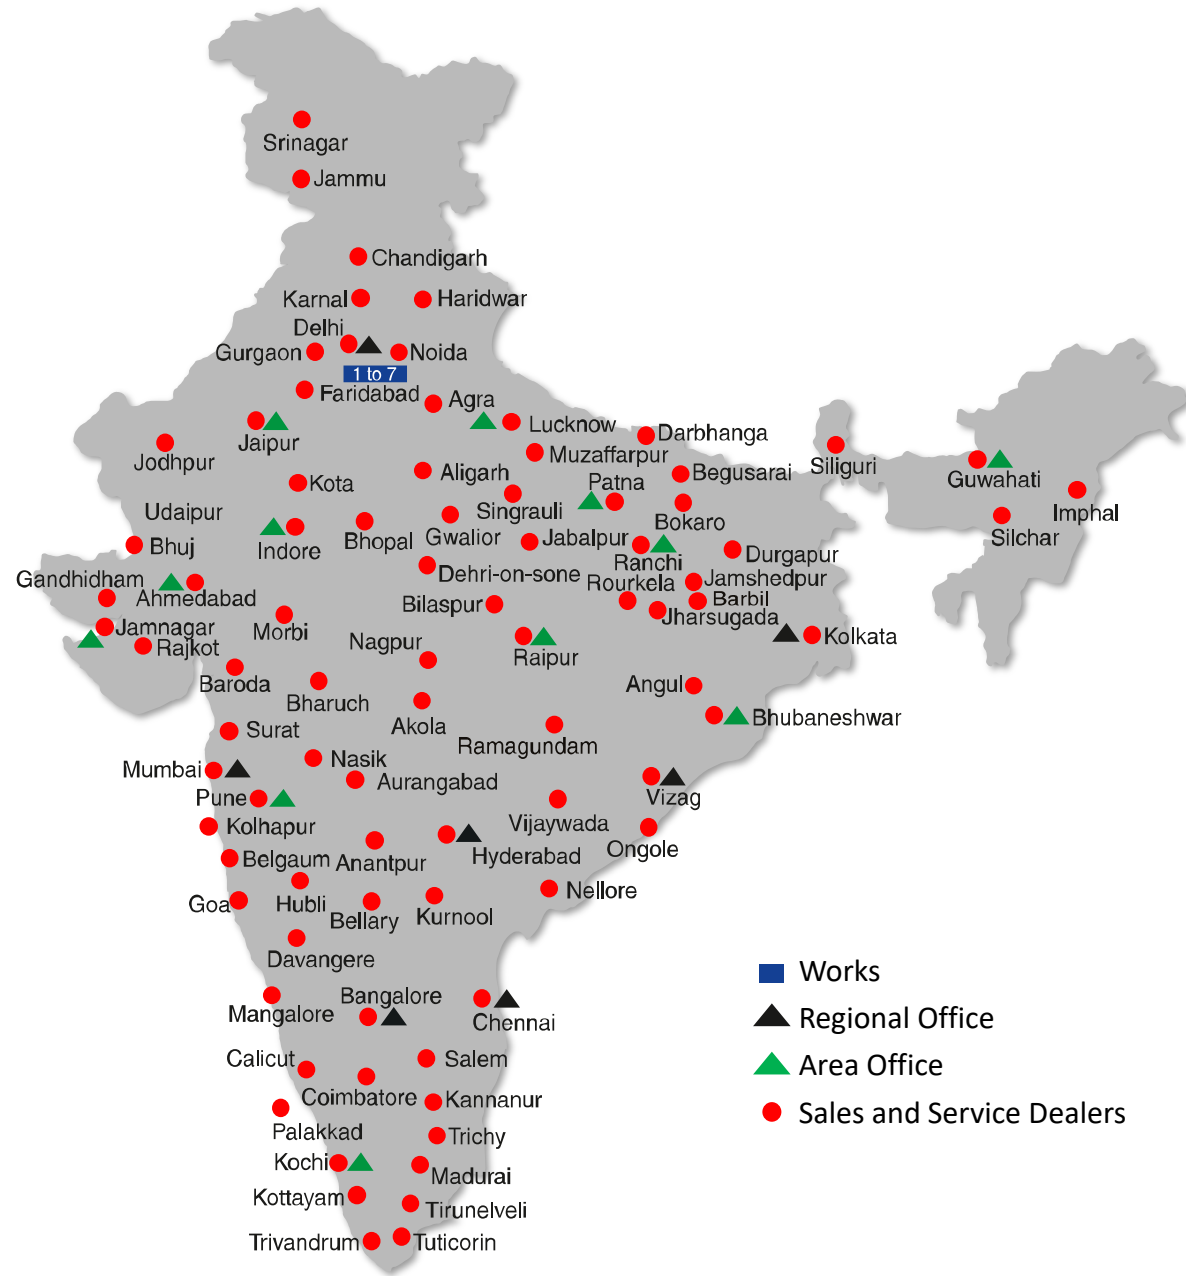 Srinagar
Jammu
Chandigarh
Karnal
Haridwar
Delhi
Gurgaon
Noida
1 to 7
Faridabad
Agra
Jaipur
Lucknow
Darbhanga
Jodhpur
Muzaffarpur
Siliguri
Guwahati
Kota
Aligarh
Patna
Begusarai
Udaipur
Singrauli
Bokaro
Imphal
Indore
Bhopal
Gwalior
Jabalpur
Silchar
Bhuj
Ranchi
Durgapur
Gandhidham
Ahmedabad
Dehri-on-sone
Rourkela
Jamshedpur
Bilaspur
Barbil
Jharsugada
Jamnagar
Morbi
Kolkata
Rajkot
Nagpur
Raipur
Baroda
Bharuch
Angul
Akola
Bhubaneshwar
Surat
Ramagundam
Nasik
Mumbai
Aurangabad
Pune
Vizag
Kolhapur
Vijaywada
Ongole
Belgaum
Anantpur
Hyderabad
Goa
Hubli
Bellary
Kurnool
Nellore
Davangere
Works
Bangalore
Mangalore
Chennai
Regional Office
Calicut
Salem
Area Office
Coimbatore
Kannanur
Sales and Service Dealers
Palakkad
Trichy
Kochi
Madurai
Kottayam
Tirunelveli
Trivandrum
Tuticorin